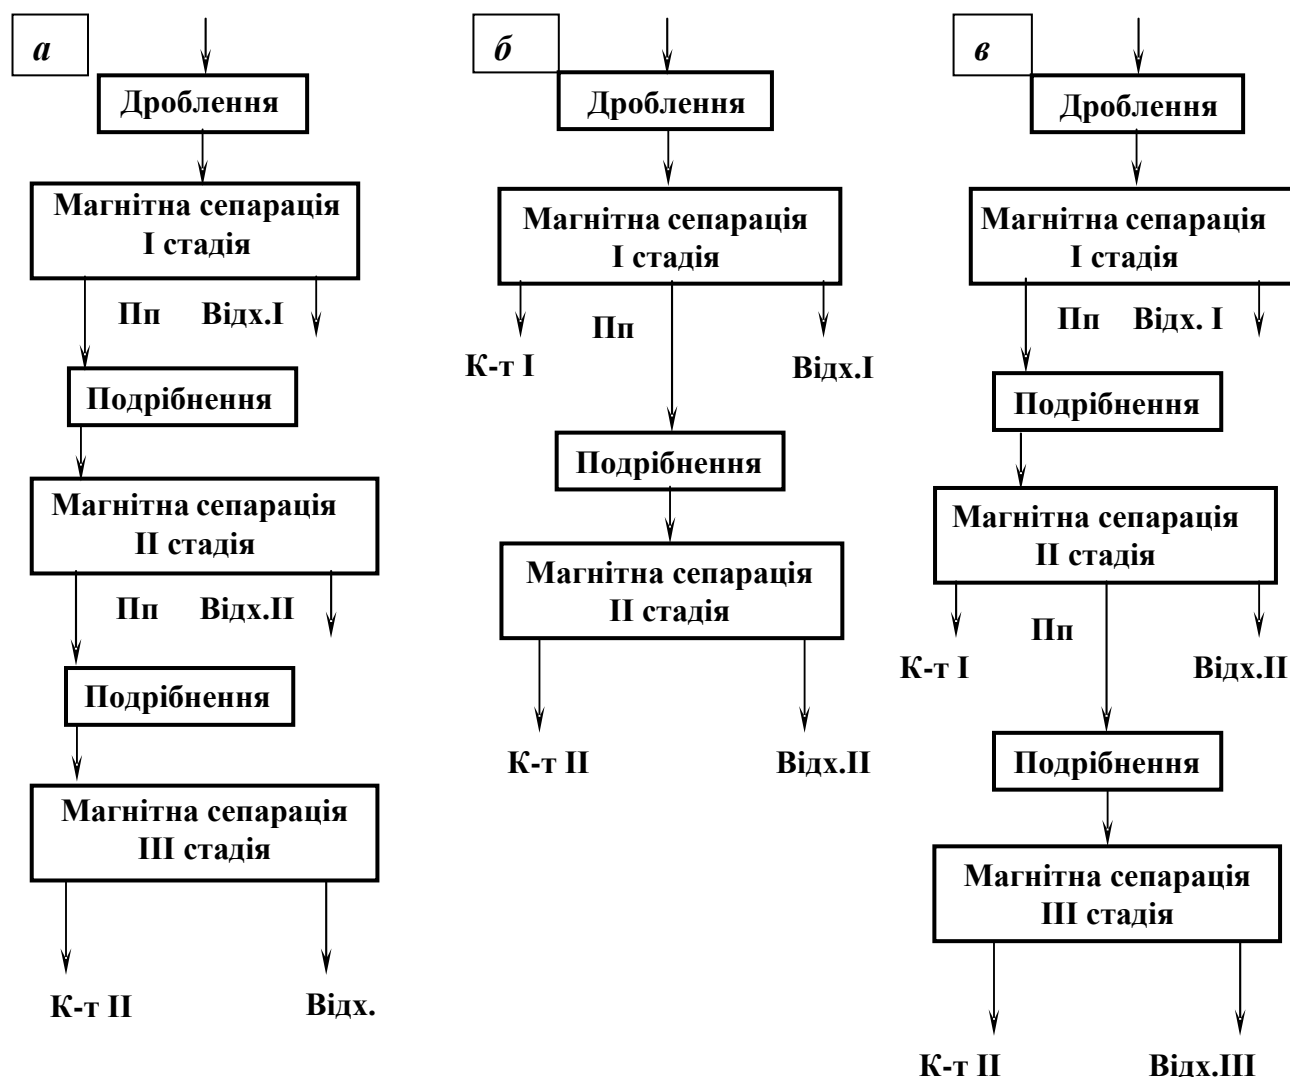 а
Дроблення
Магнітна сепарація
І стадія
Пп Відх.І
Подрібнення
Магнітна сепарація
ІІ стадія
Пп Відх.ІІ
Подрібнення
Магнітна сепарація
ІІІ стадія
К-т ІІ Відх.
б
Дроблення
Магнітна сепарація
І стадія
Пп
К-т І Відх.І
Подрібнення
Магнітна сепарація
ІІ стадія
К-т ІІ Відх.ІІ
в
Дроблення
Магнітна сепарація
І стадія
Пп Відх. І
Подрібнення
Магнітна сепарація
ІІ стадія
Пп
К-т І Відх.ІІ
Подрібнення
Магнітна сепарація
ІІІ стадія
К-т ІІ Відх.ІІІ